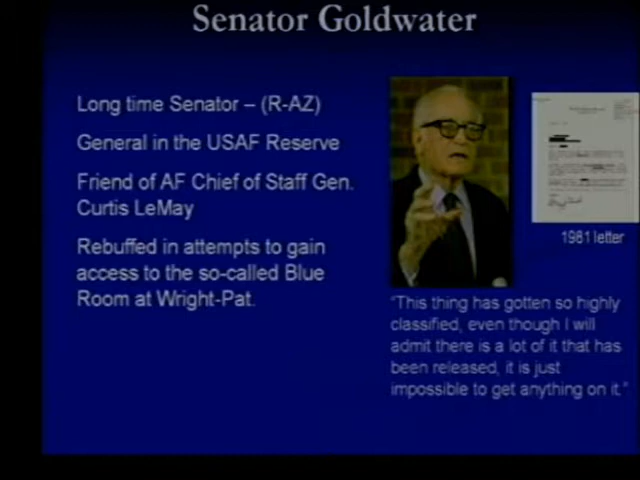 Senator Goldwater
Long time Senator – (R-AZ)
General in the USAF Reserve
Friend of AF Chief of Staff Gen.
Curtis LeMay
Rebuffed in attempts to gain
access to the so-called Blue
Room at Wright-Pat.
1981 letter
"This thing has gotten so highly
classified, even though I will
admit there is a lot of it that has
been released, it is just
impossible to get anything on it."